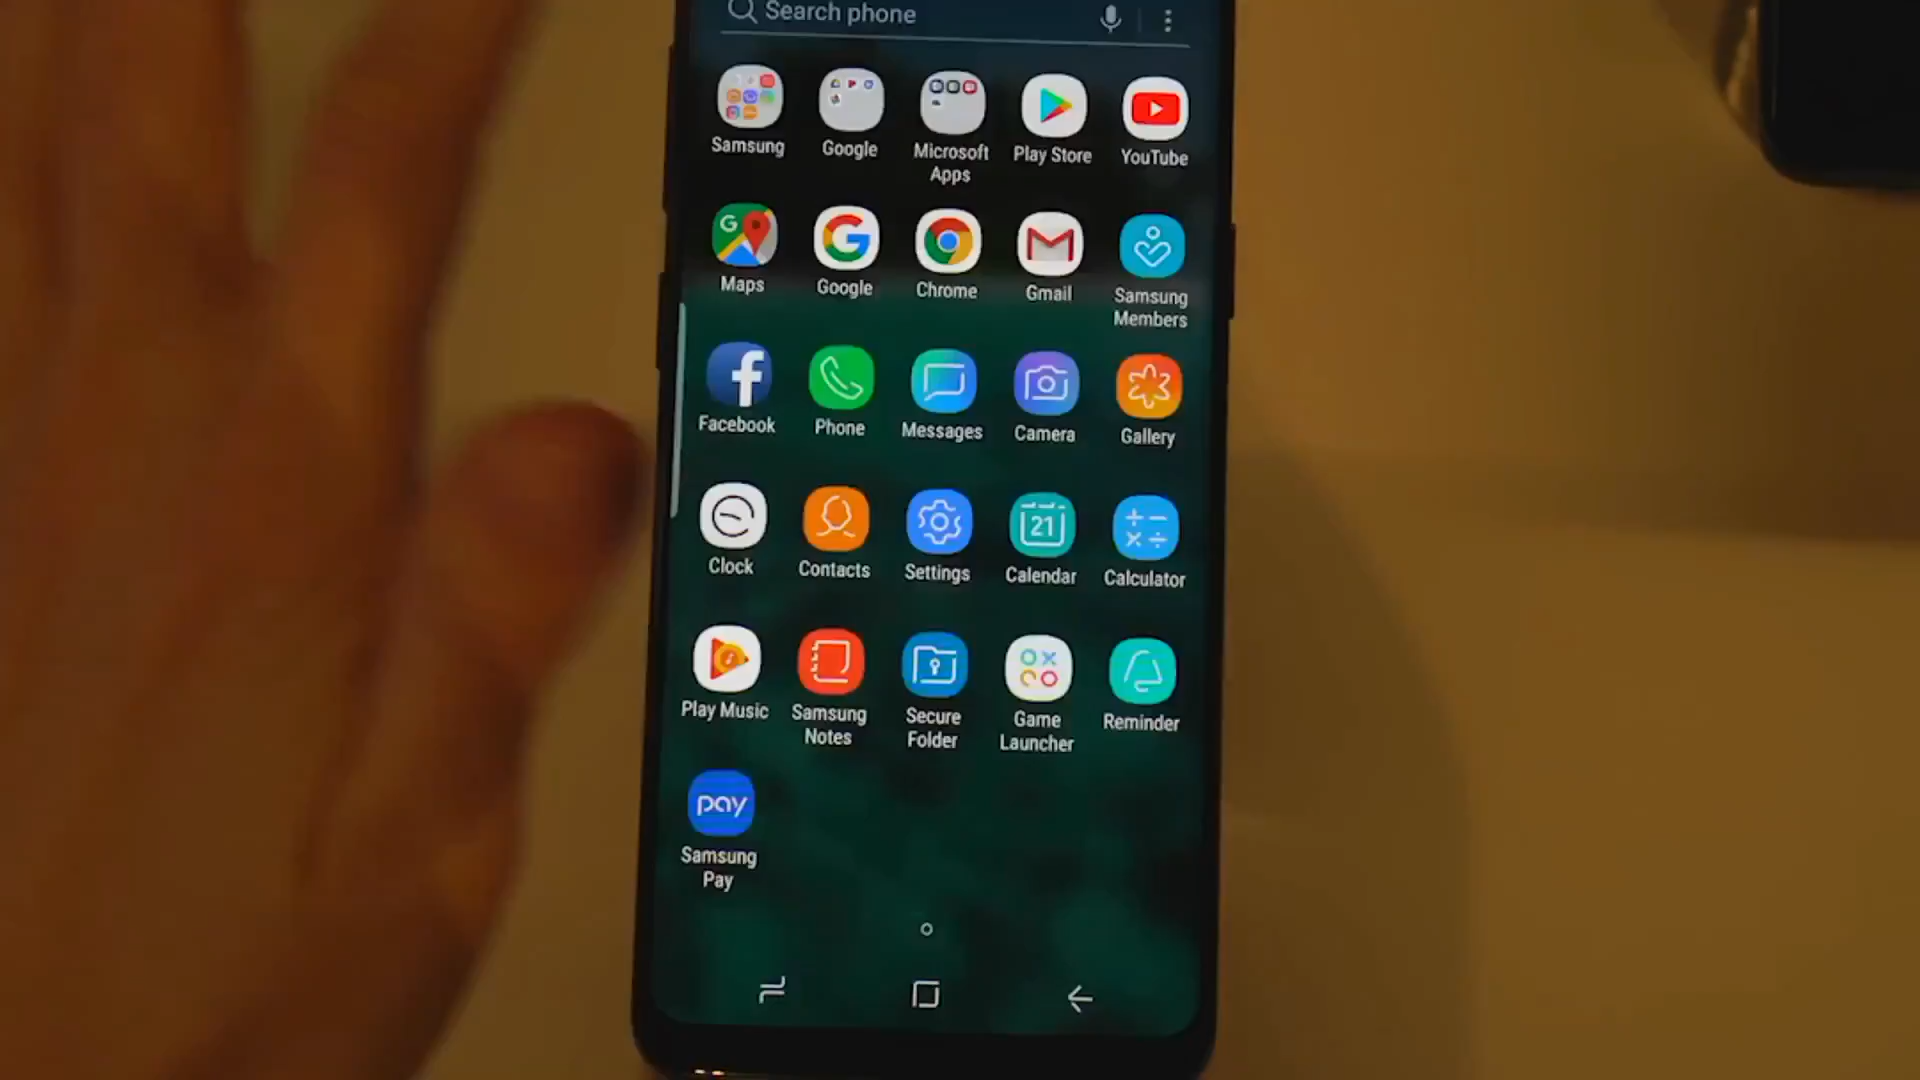 Search phone
Samsung
Google
Microsoft
Apps
Play Store
YouTube
G
Maps
G
Google
Chrome
Gmail
Samsung
Members
f
Facebook
Phone
Messages
Camera
Gallery
Clock
Contacts
Settings
21
Calendar
Calculator
Play Music
Samsung
Notes
Secure
Folder
Game
Launcher
Reminder
pay
Samsung
Pay